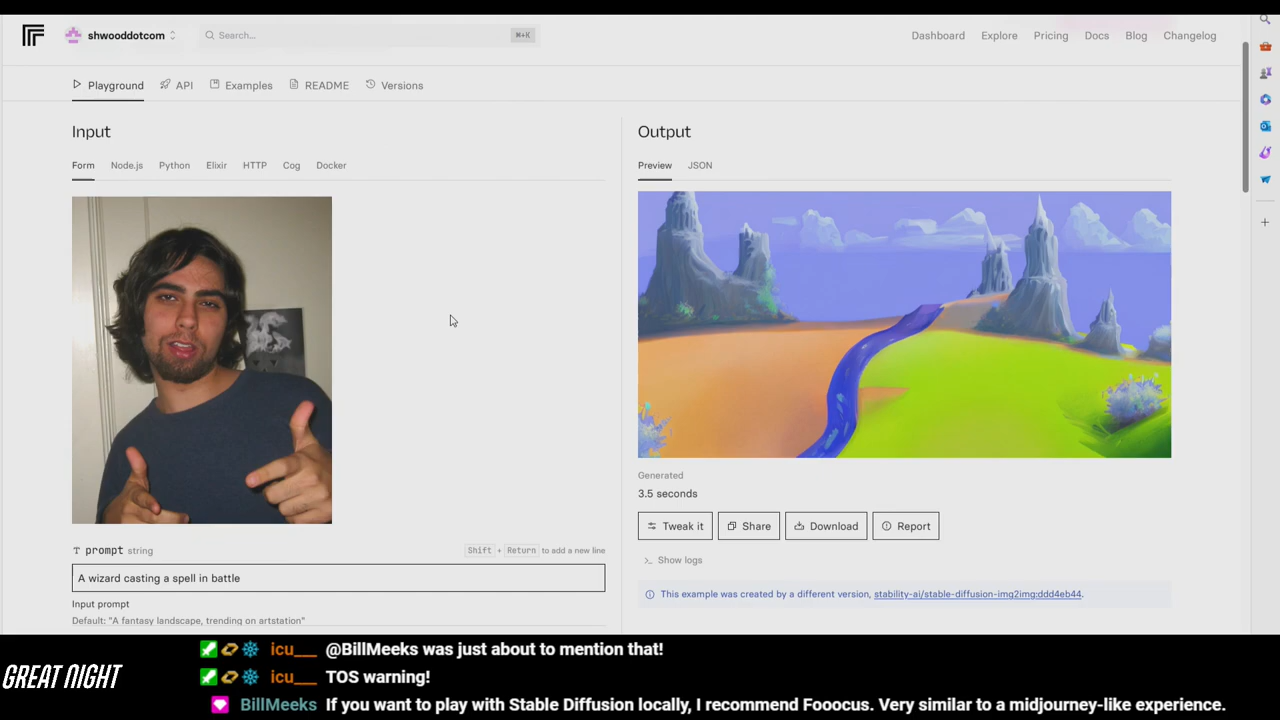 shwooddotcom
Search...
⌘+K
Dashboard
Explore
Pricing
Docs
Blog
Changelog
Playground
API
Examples
README
Versions
Input
Output
Form
Node.js
Python
Elixir
HTTP
Cog
Docker
Preview
JSON
Generated
3.5 seconds
Tweak it
Share
Download
Report
Show logs
This example was created by a different version, stability-ai/stable-diffusion-img2img:ddd4eb44.
prompt string
Shift + Return to add a new line
A wizard casting a spell in battle
Input prompt
Default: "A fantasy landscape, trending on artstation"
GREAT NIGHT
icu___ @BillMeeks was just about to mention that!
icu___ TOS warning!
BillMeeks If you want to play with Stable Diffusion locally, I recommend Fooocus. Very similar to a midjourney-like experience.